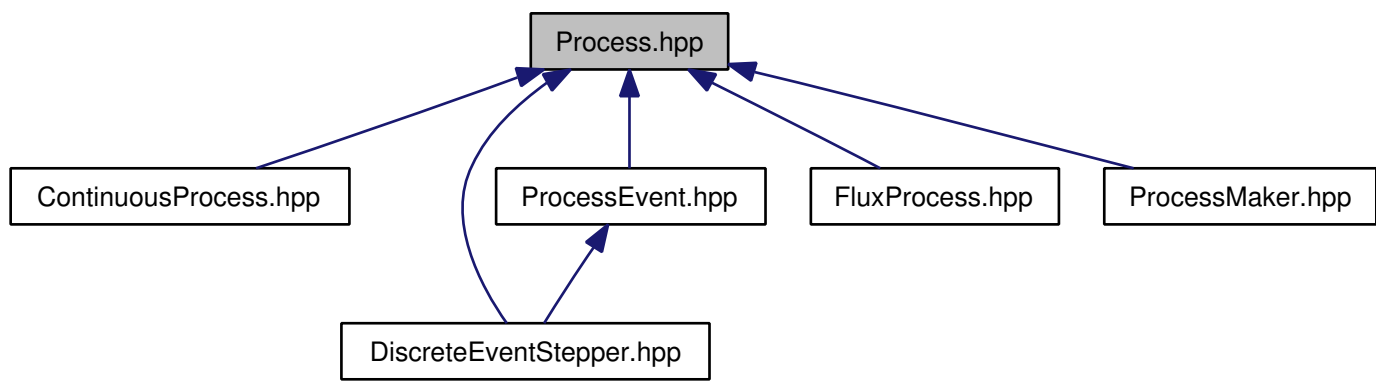 Process.hpp
ContinuousProcess.hpp
ProcessEvent.hpp
FluxProcess.hpp
ProcessMaker.hpp
DiscreteEventStepper.hpp